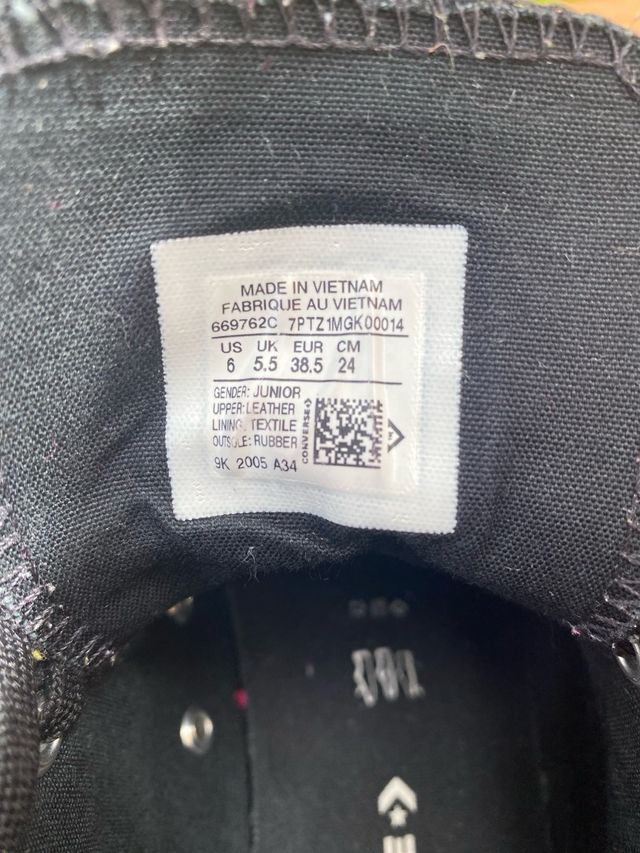 MADE IN VIETNAM
FABRIQUE AU VIETNAM
669762C 7PTZ1MGK00014
US UK EUR CM
6 5.5 38.5 24
GENDER: JUNIOR
UPPER: LEATHER
LINING: TEXTILE
OUTSOLE: RUBBER
CONVERSE
9K 2005 A34